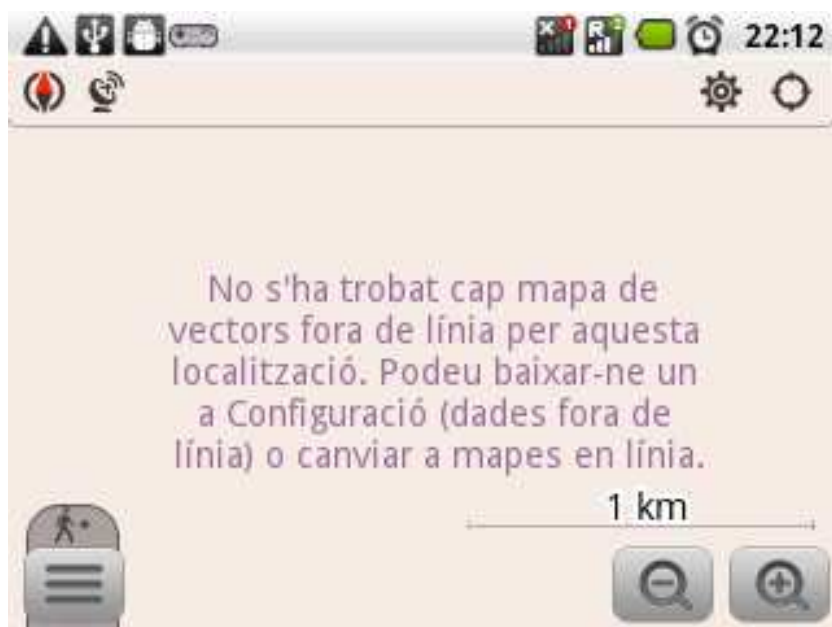 22:12
No s'ha trobat cap mapa de
vectors fora de línia per aquesta
localització. Podeu baixar-ne un
a Configuració (dades fora de
línia) o canviar a mapes en línia.
1 km